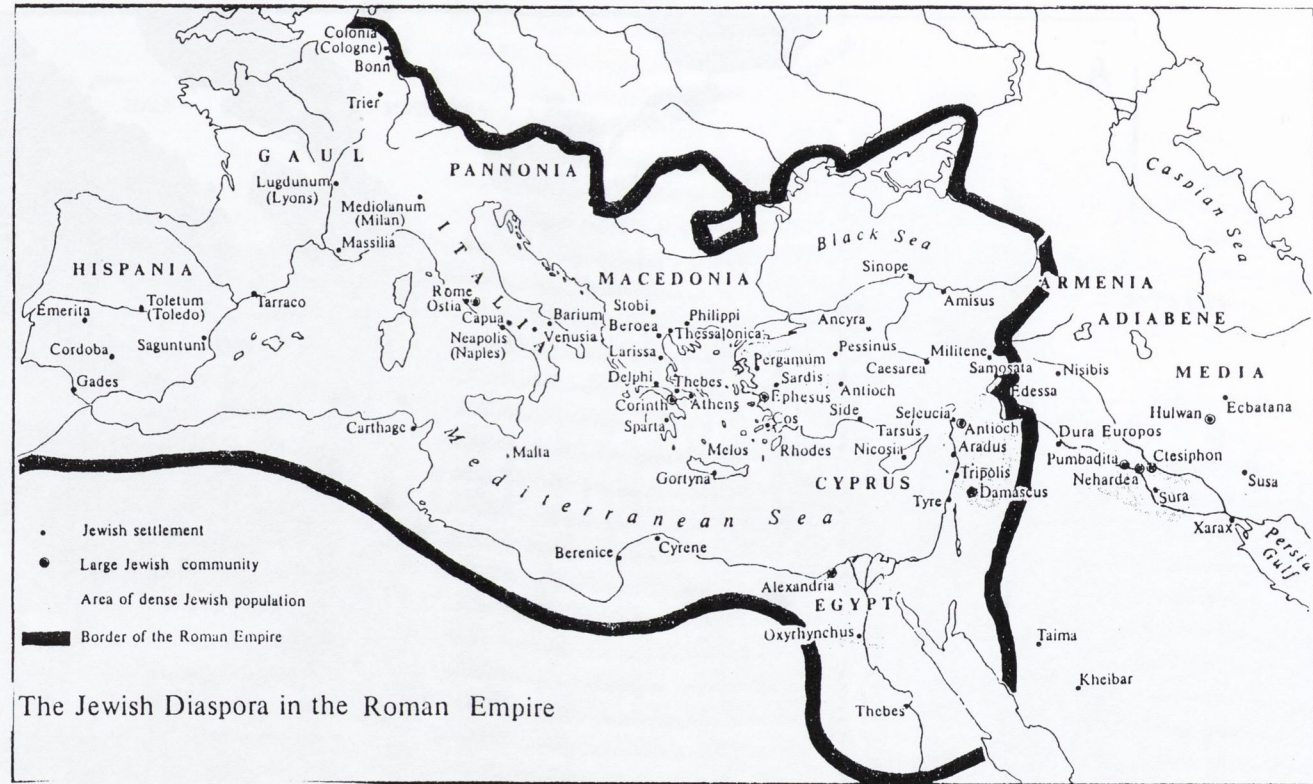 Colonia
(Cologne)
Bonn
Trier
GAUL
PANNONIA
Lugdunum
(Lyons)
Mediolanum
(Milan)
Massilia
ITALIA
HISPANIA
Toletum
(Toledo)
Tarraco
Emerita
Saguntum
Cordoba
Gades
Rome
Ostia
Capua
Neapolis
(Naples)
Barium
Venusia
MACEDONIA
Stobi
Philippi
Beroea
Thessalonica
Larissa
Delphi
Thebes
Corinth
Athens
Sparta
Melos
Gortyna
Cos
Rhodes
Pergamum
Sardis
Ephesus
Black Sea
Sinope
Amisus
Ancyra
Pessinus
Caesarea
Antioch
Side
Tarsus
Militene
Samosata
Edessa
Nisibis
ARMENIA
ADIABENE
MEDIA
Caspian Sea
Ecbatana
Hulwan
Seleucia
Antioch
Aradus
Nicosia
CYPRUS
Tripolis
Damascus
Tyre
Dura Europos
Pumbadita
Ctesiphon
Nehardea
Sura
Susa
Xarax
Persia
Gulf
Carthage
Malta
Mediterranean Sea
Berenice
Cyrene
Alexandria
EGYPT
Oxyrhynchus
Thebes
Taima
Kheibar
Jewish settlement
Large Jewish community
Area of dense Jewish population
Border of the Roman Empire
The Jewish Diaspora in the Roman Empire